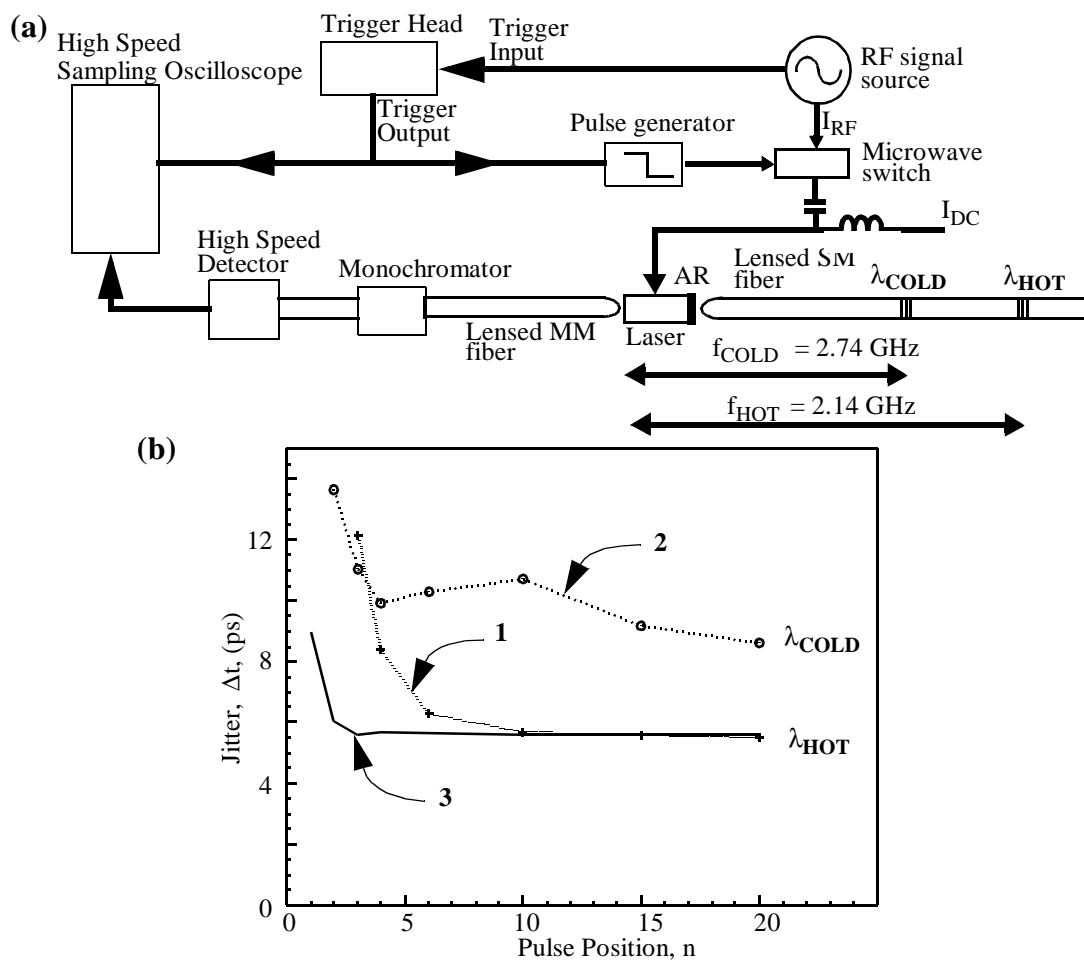 (a)
High Speed
Sampling Oscilloscope
Trigger Head
Trigger
Input
RF signal
source
Trigger
Output
Pulse generator
I_RF
Microwave
switch
I_DC
High Speed
Detector
Monochromator
Lensed MM
fiber
Laser
AR
Lensed SM
fiber
λ_COLD
λ_HOT
f_COLD = 2.74 GHz
f_HOT = 2.14 GHz
(b)
Jitter, Δt, (ps)
12
8
4
0
0 5 10 15 20
Pulse Position, n
1
2
3
λ_COLD
λ_HOT